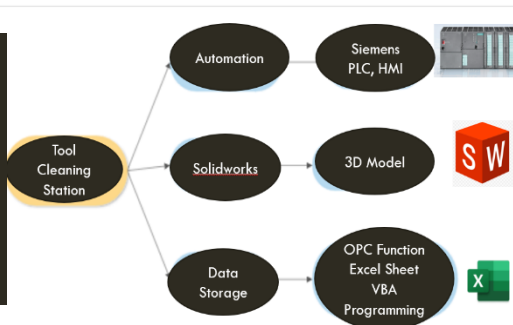 Automation
Siemens
PLC, HMI
Tool
Cleaning
Station
Solidworks
3D Model
S W
Data
Storage
OPC Function
Excel Sheet
VBA
Programming
X